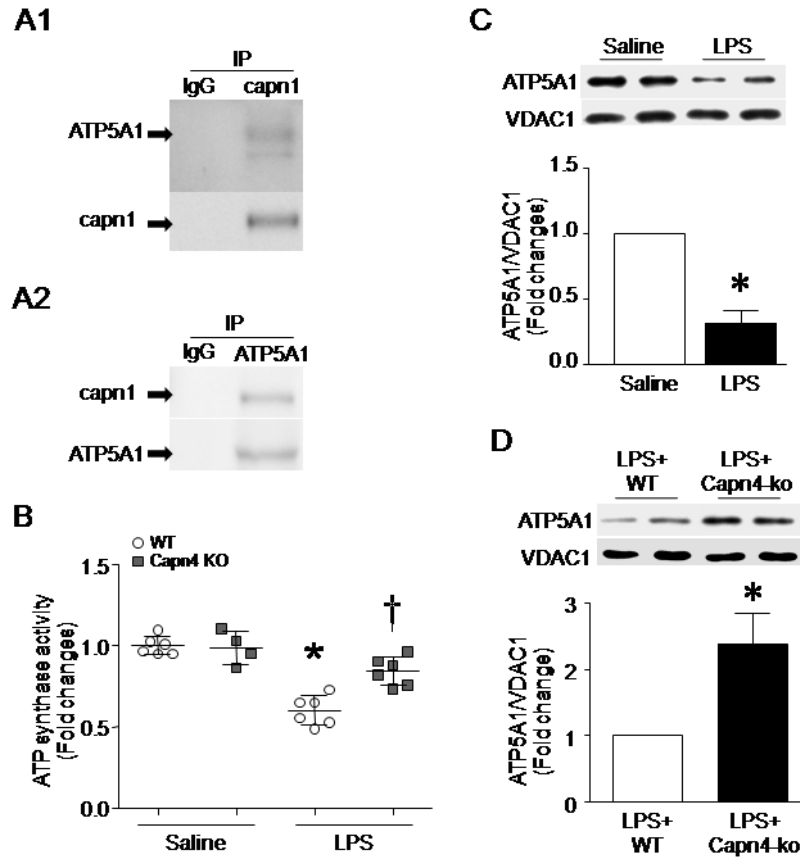 A1
IP
IgG capn1
ATP5A1
capn1
A2
IP
IgG ATP5A1
capn1
ATP5A1
B
WT
Capn4 KO
ATP synthase activity
(Fold changes)
1.5
1.0
0.5
0.0
*
†
Saline LPS
C
Saline LPS
ATP5A1
VDAC1
ATP5A1/VDAC1
(Fold changes)
1.5
1.0
0.5
0.0
*
Saline LPS
D
LPS+ LPS+
WT Capn4-ko
ATP5A1
VDAC1
ATP5A1/VDAC1
(Fold change)
3
2
1
0
*
LPS+ LPS+
WT Capn4-ko